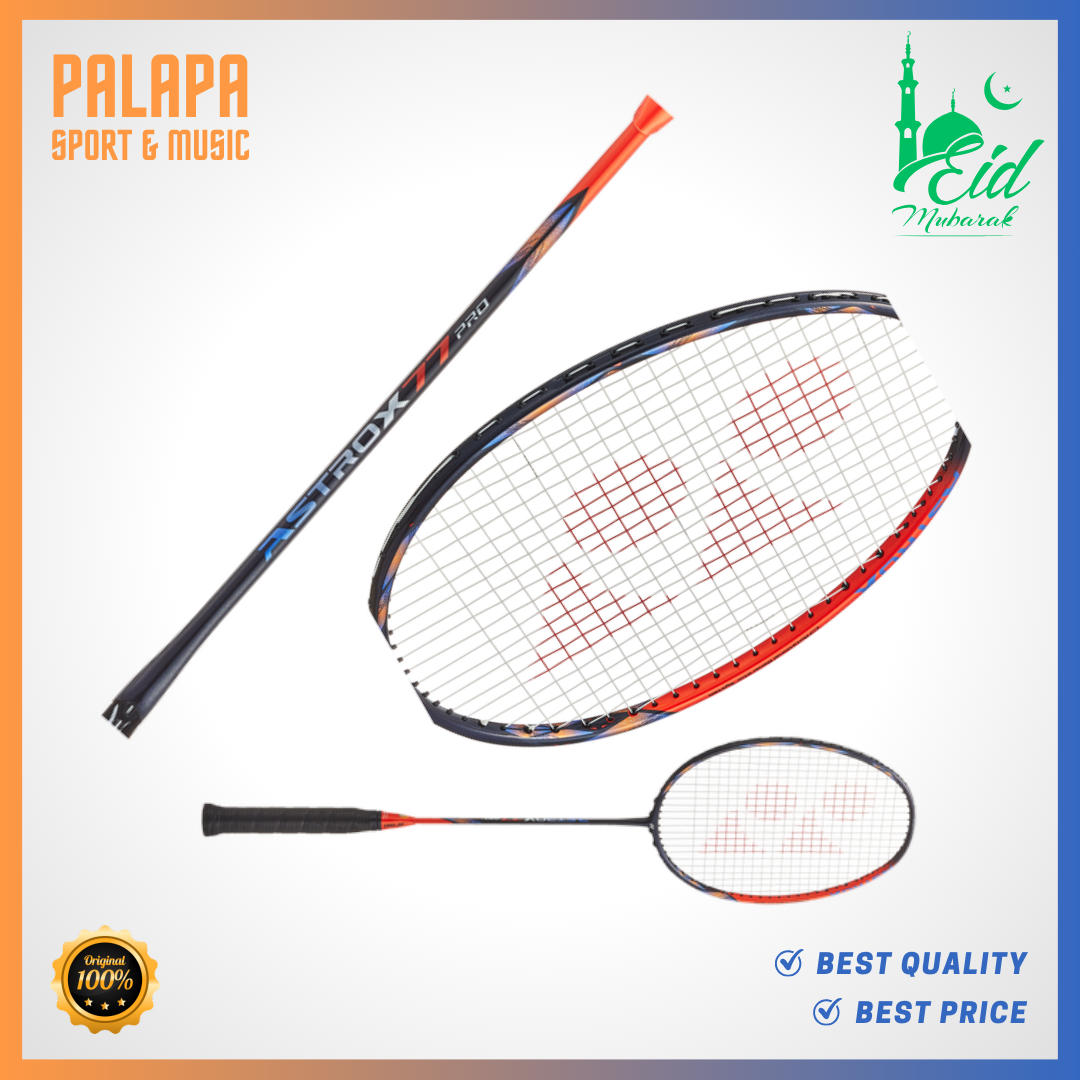 PALAPA
SPORT & MUSIC
Eid
Mubarak
ASTROX 77 PRO
Original
100%
BEST QUALITY
BEST PRICE